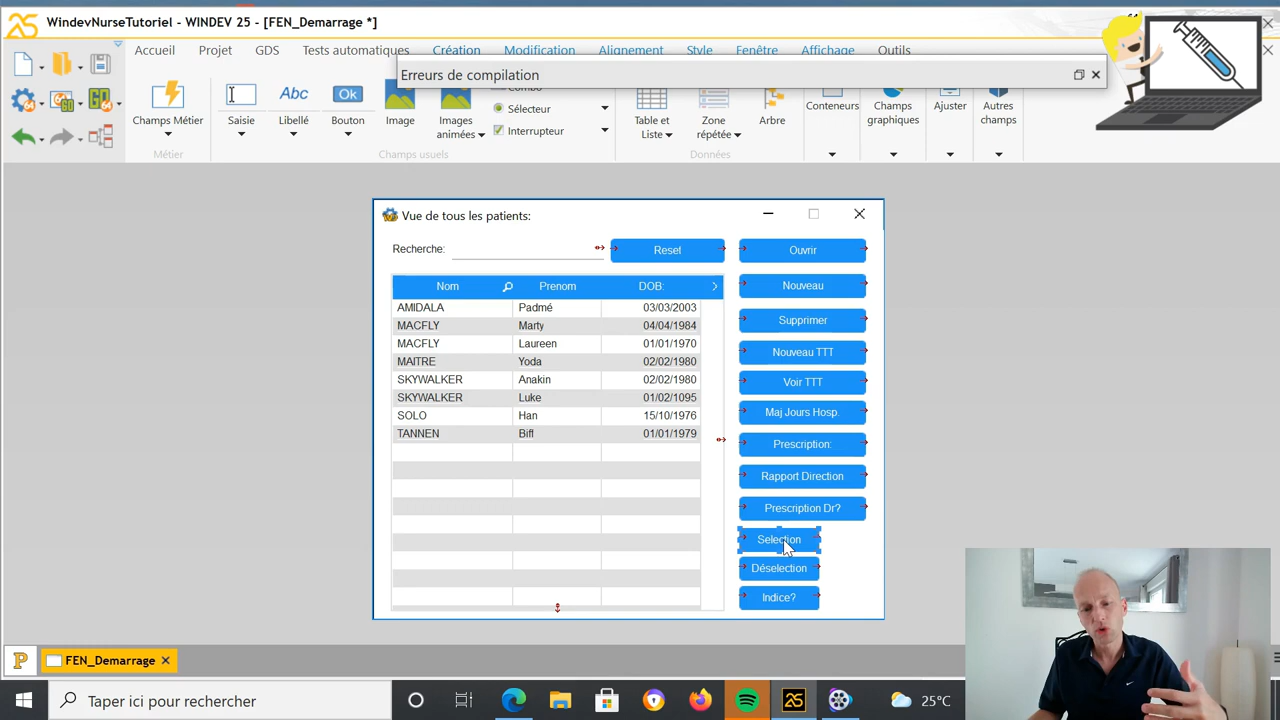 WindevNurseTutoriel - WINDEV 25 - [FEN_Demarrage *]
Accueil Projet GDS Tests automatiques Création Modification Alignement Style Fenêtre Affichage Outils
Erreurs de compilation
Champs Métier
Saisie
Libellé
Bouton
Image
Images animées
Sélecteur
Interrupteur
Table et Liste
Zone répétée
Arbre
Conteneurs
Champs graphiques
Ajuster
Autres champs
Métier
Champs usuels
Données
I
Abc
Ok
Vue de tous les patients:
Recherche:
Reset
Ouvrir
Nom Prenom DOB:
AMIDALA Padmé 03/03/2003
MACFLY Marty 04/04/1984
MACFLY Laureen 01/01/1970
MAITRE Yoda 02/02/1980
SKYWALKER Anakin 02/02/1980
SKYWALKER Luke 01/02/1095
SOLO Han 15/10/1976
TANNEN Biff 01/01/1979
Nouveau
Supprimer
Nouveau TTT
Voir TTT
Maj Jours Hosp.
Prescription:
Rapport Direction
Prescription Dr?
Selection
Déselection
Indice?
P FEN_Demarrage
Taper ici pour rechercher
25
25°C